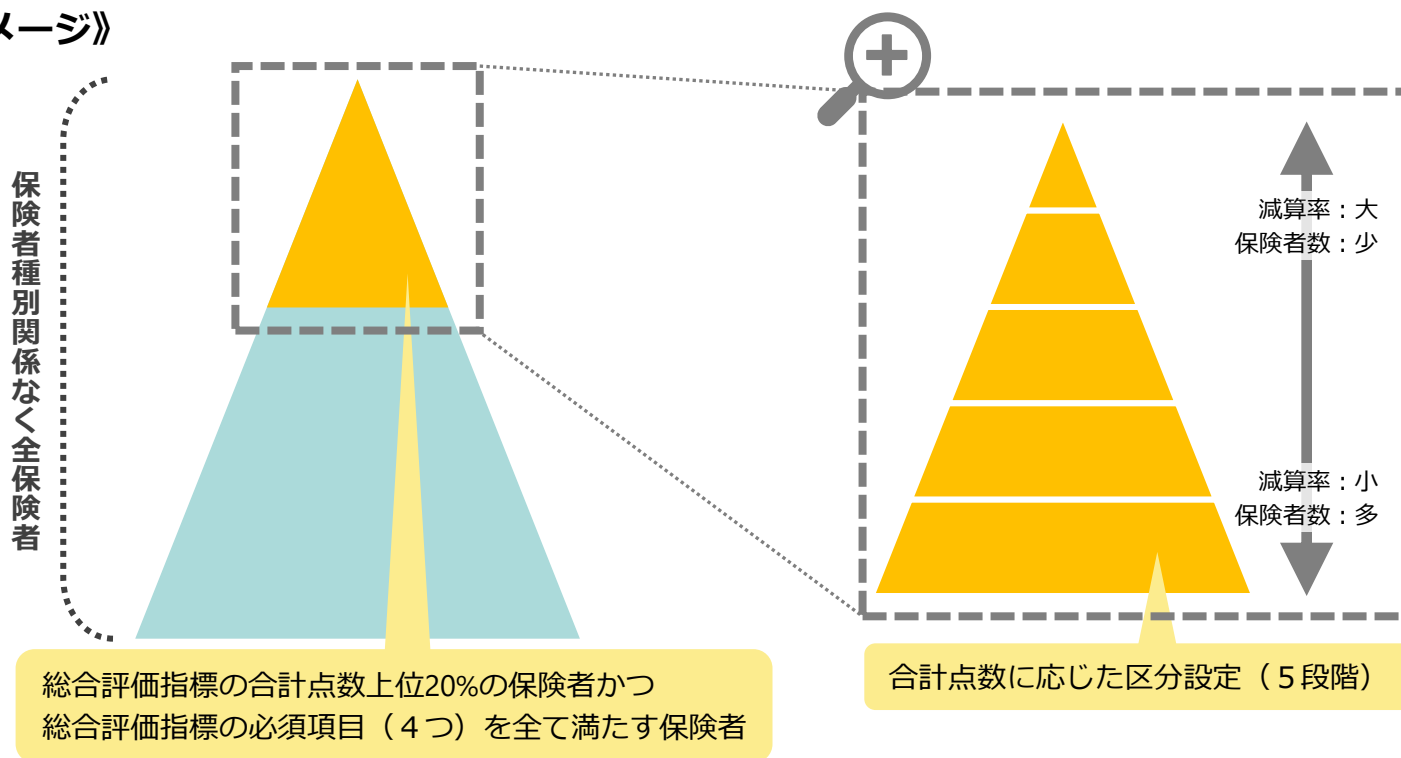 メージ》
保険者種別関係なく全保険者
減算率：大
保険者数：少
減算率：小
保険者数：多
総合評価指標の合計点数上位20%の保険者かつ
総合評価指標の必須項目（４つ）を全て満たす保険者
合計点数に応じた区分設定（５段階）